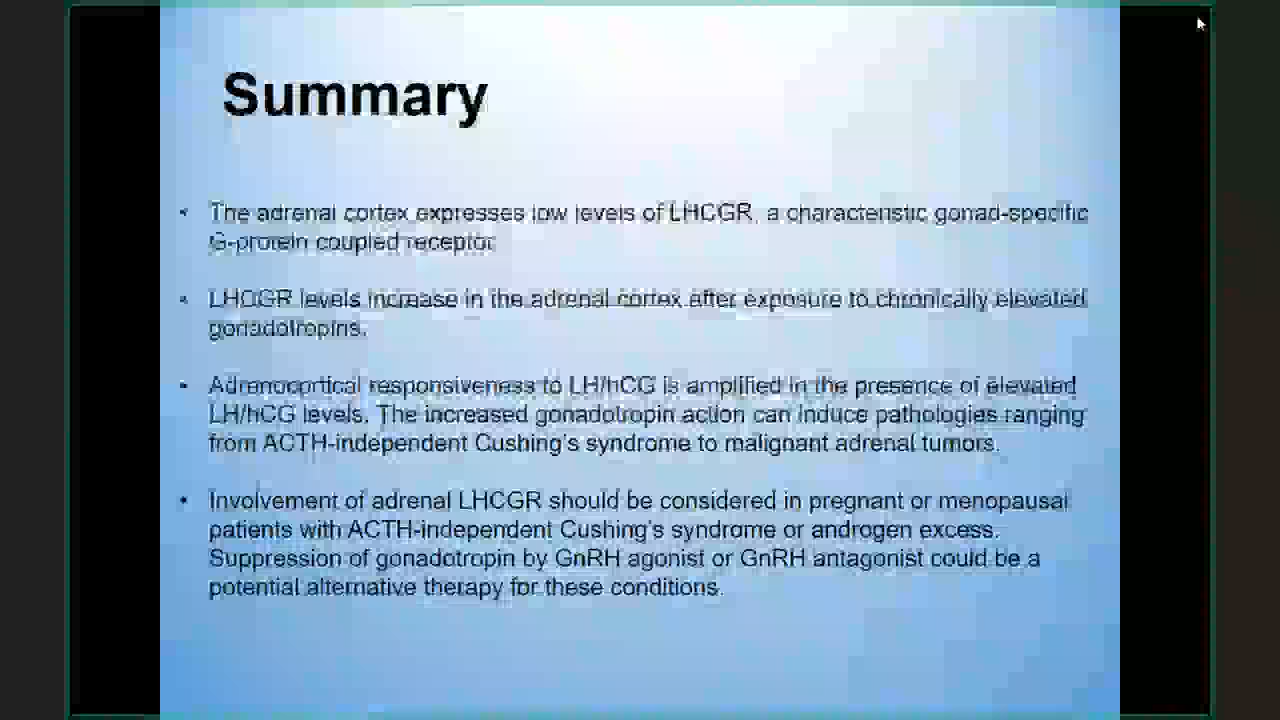 Summary
• The adrenal cortex expresses low levels of LHCGR, a characteristic gonad-specific
G-protein coupled receptor.
• LHCGR levels increase in the adrenal cortex after exposure to chronically elevated
gonadotropins.
• Adrenocortical responsiveness to LH/hCG is amplified in the presence of elevated
LH/hCG levels. The increased gonadotropin action can induce pathologies ranging
from ACTH-independent Cushing's syndrome to malignant adrenal tumors.
• Involvement of adrenal LHCGR should be considered in pregnant or menopausal
patients with ACTH-independent Cushing's syndrome or androgen excess.
Suppression of gonadotropin by GnRH agonist or GnRH antagonist could be a
potential alternative therapy for these conditions.